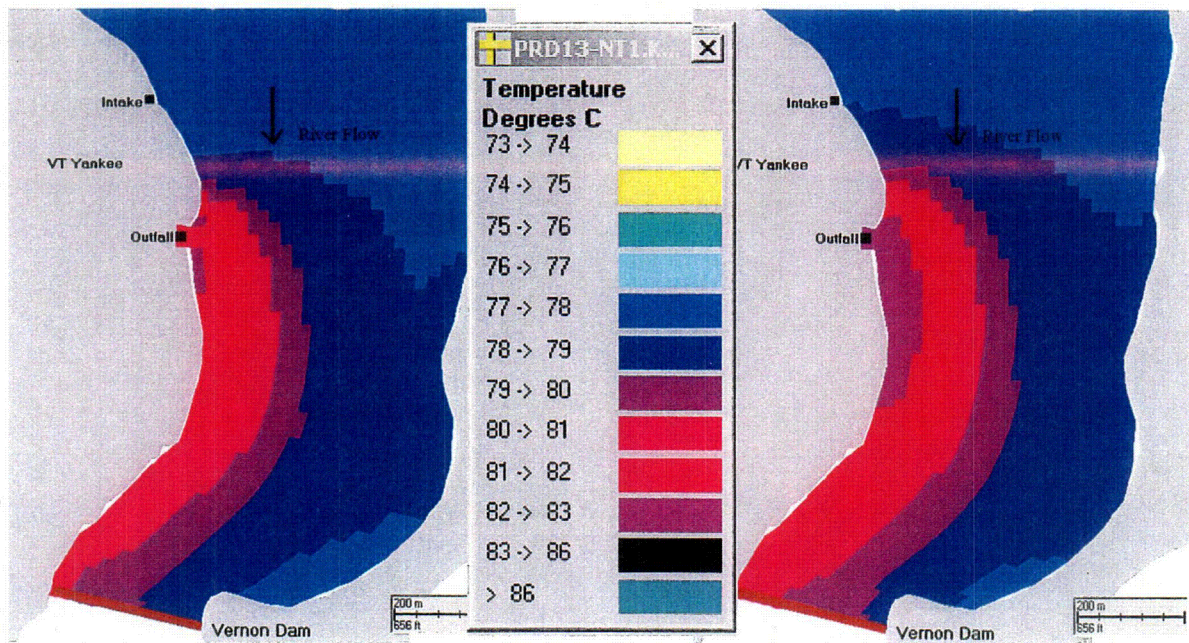 Intake
River Flow
VT Yankee
Outfall
200 m
656 ft
Vernon Dam
PRD13-NT1.K...
Temperature
Degrees C
73 -> 74
74 -> 75
75 -> 76
76 -> 77
77 -> 78
78 -> 79
79 -> 80
80 -> 81
81 -> 82
82 -> 83
83 -> 86
> 86
Intake
River Flow
VT Yankee
Outfall
200 m
656 ft
Vernon Dam